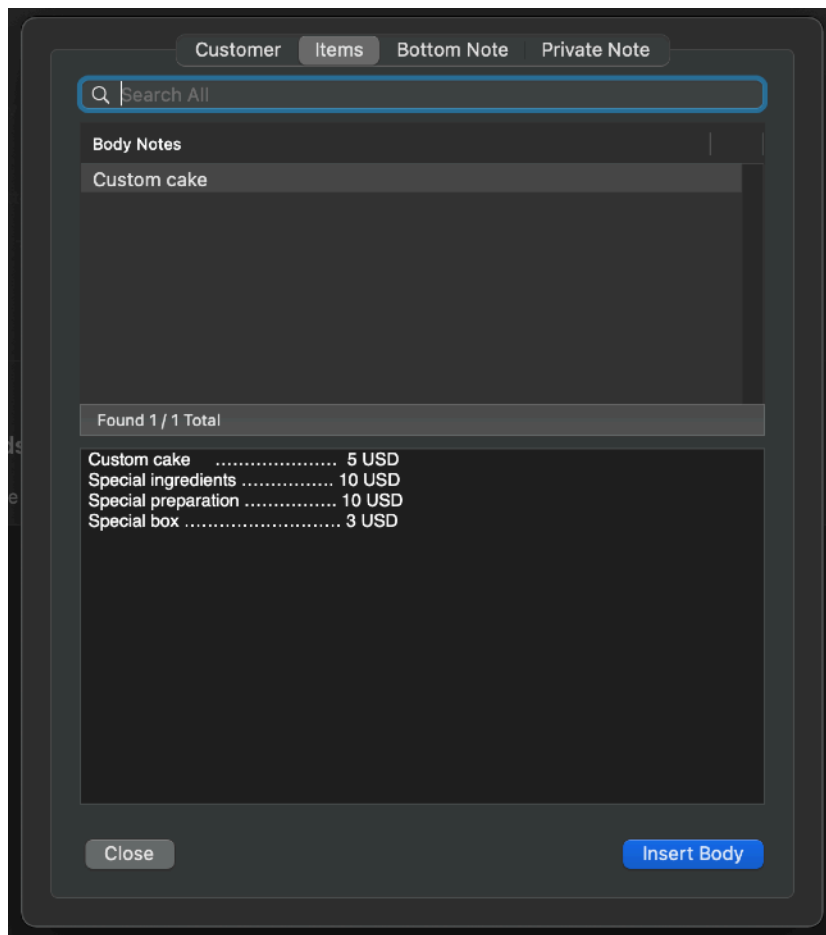 Customer Items Bottom Note Private Note
Search All
Body Notes
Custom cake
Found 1 / 1 Total
Custom cake ..................... 5 USD
Special ingredients ................ 10 USD
Special preparation ................ 10 USD
Special box ........................... 3 USD
Close Insert Body